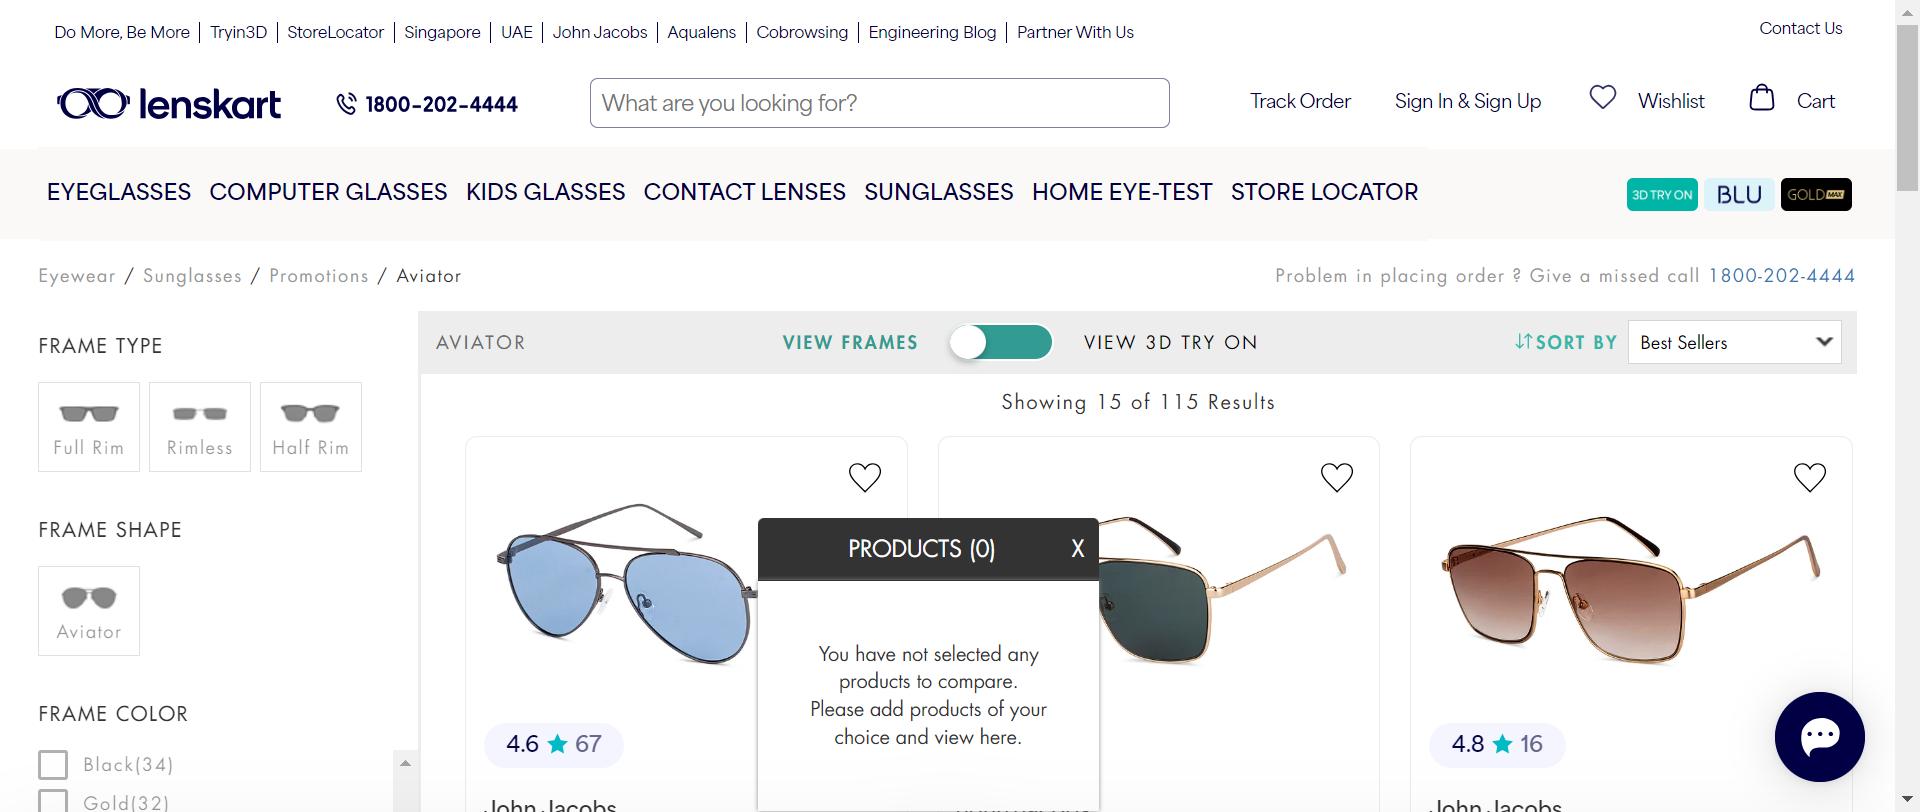 Do More, Be More
Tryin3D
StoreLocator
Singapore
UAE
John Jacobs
Aqualens
Cobrowsing
Engineering Blog
Partner With Us
Contact Us
lenskart
1800-202-4444
What are you looking for?
Track Order
Sign In & Sign Up
Wishlist
Cart
EYEGLASSES
COMPUTER GLASSES
KIDS GLASSES
CONTACT LENSES
SUNGLASSES
HOME EYE-TEST
STORE LOCATOR
3D TRY ON
BLU
GOLD MAX
Eyewear / Sunglasses / Promotions / Aviator
Problem in placing order ? Give a missed call 1800-202-4444
FRAME TYPE
Full Rim
Rimless
Half Rim
FRAME SHAPE
Aviator
FRAME COLOR
Black(34)
Gold(32)
AVIATOR
VIEW FRAMES
VIEW 3D TRY ON
SORT BY
Best Sellers
Showing 15 of 115 Results
4.6 ★ 67
John Jacobs
PRODUCTS (0)
X
You have not selected any
products to compare.
Please add products of your
choice and view here.
4.8 ★ 16
John Jacobs